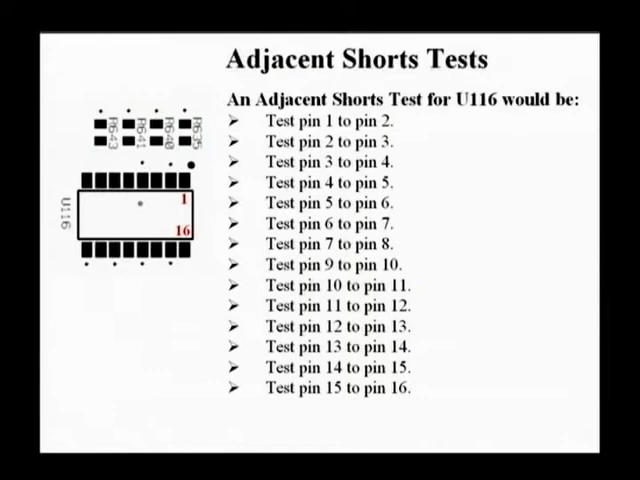 Adjacent Shorts Tests
An Adjacent Shorts Test for U116 would be:
Test pin 1 to pin 2.
Test pin 2 to pin 3.
Test pin 3 to pin 4.
Test pin 4 to pin 5.
Test pin 5 to pin 6.
Test pin 6 to pin 7.
Test pin 7 to pin 8.
Test pin 9 to pin 10.
Test pin 10 to pin 11.
Test pin 11 to pin 12.
Test pin 12 to pin 13.
Test pin 13 to pin 14.
Test pin 14 to pin 15.
Test pin 15 to pin 16.
R643
R641
R640
R635
U116
1
16